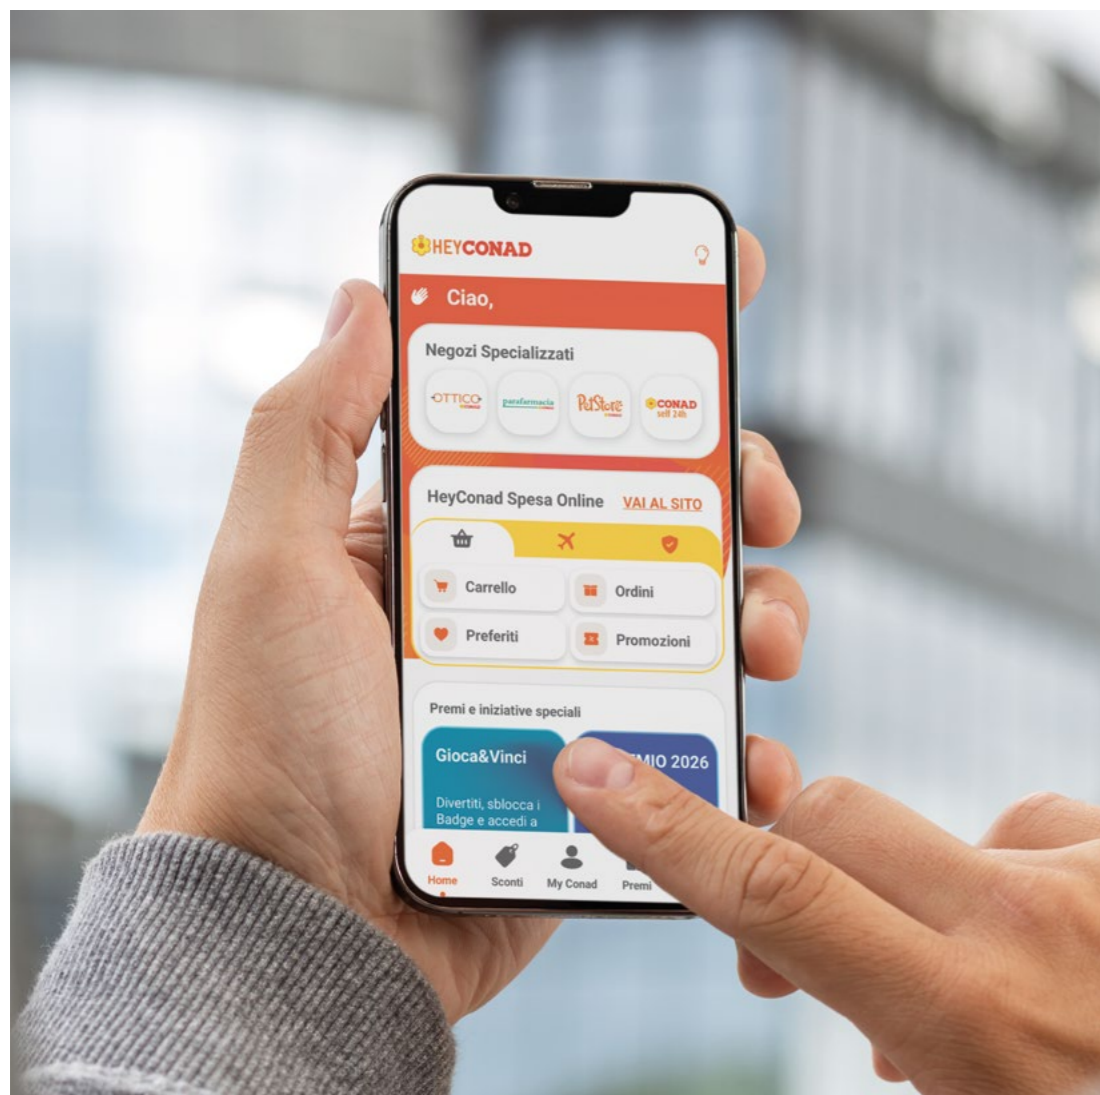 HEYCONAD
Ciao,
Negozi Specializzati
OTTICO
parafarmacia
PetStore
CONAD
self 24h
HeyConad Spesa Online VAI AL SITO
Carrello Ordini
Preferiti Promozioni
Premi e iniziative speciali
Gioca&Vinci 2026
Divertiti, sblocca i
Badge e accedi a
Home Sconti My Conad Premi